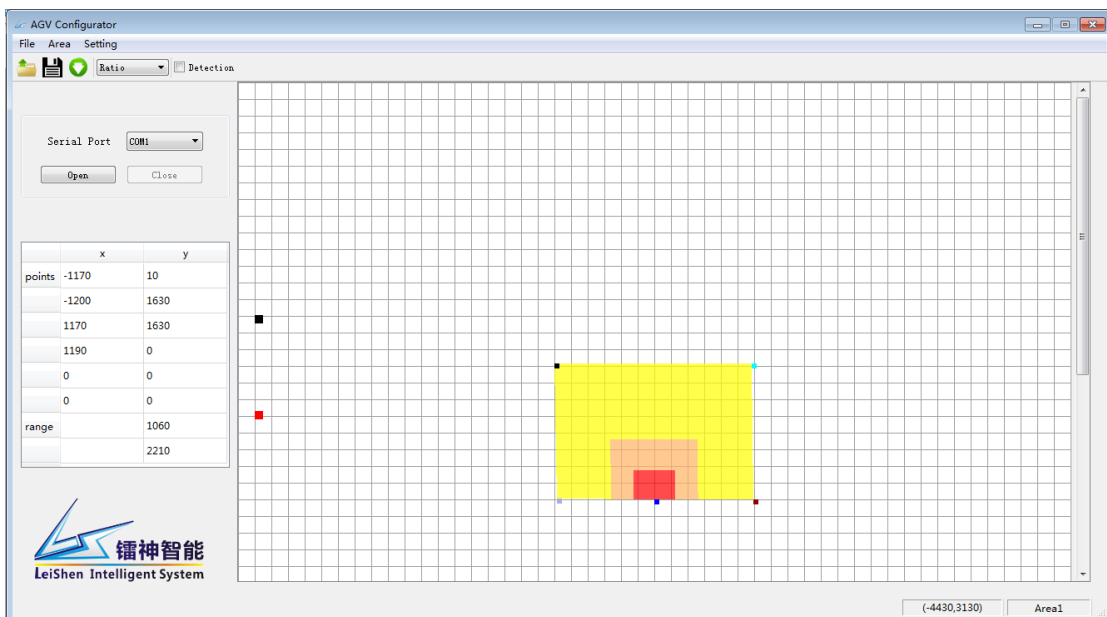 AGV Configurator
File Area Setting
Ratio Detection
Serial Port COM1
Open Close
x y
points -1170 10
-1200 1630
1170 1630
1190 0
0 0
0 0
range 1060
2210
镭神智能
LeiShen Intelligent System
(-4430,3130) Area1